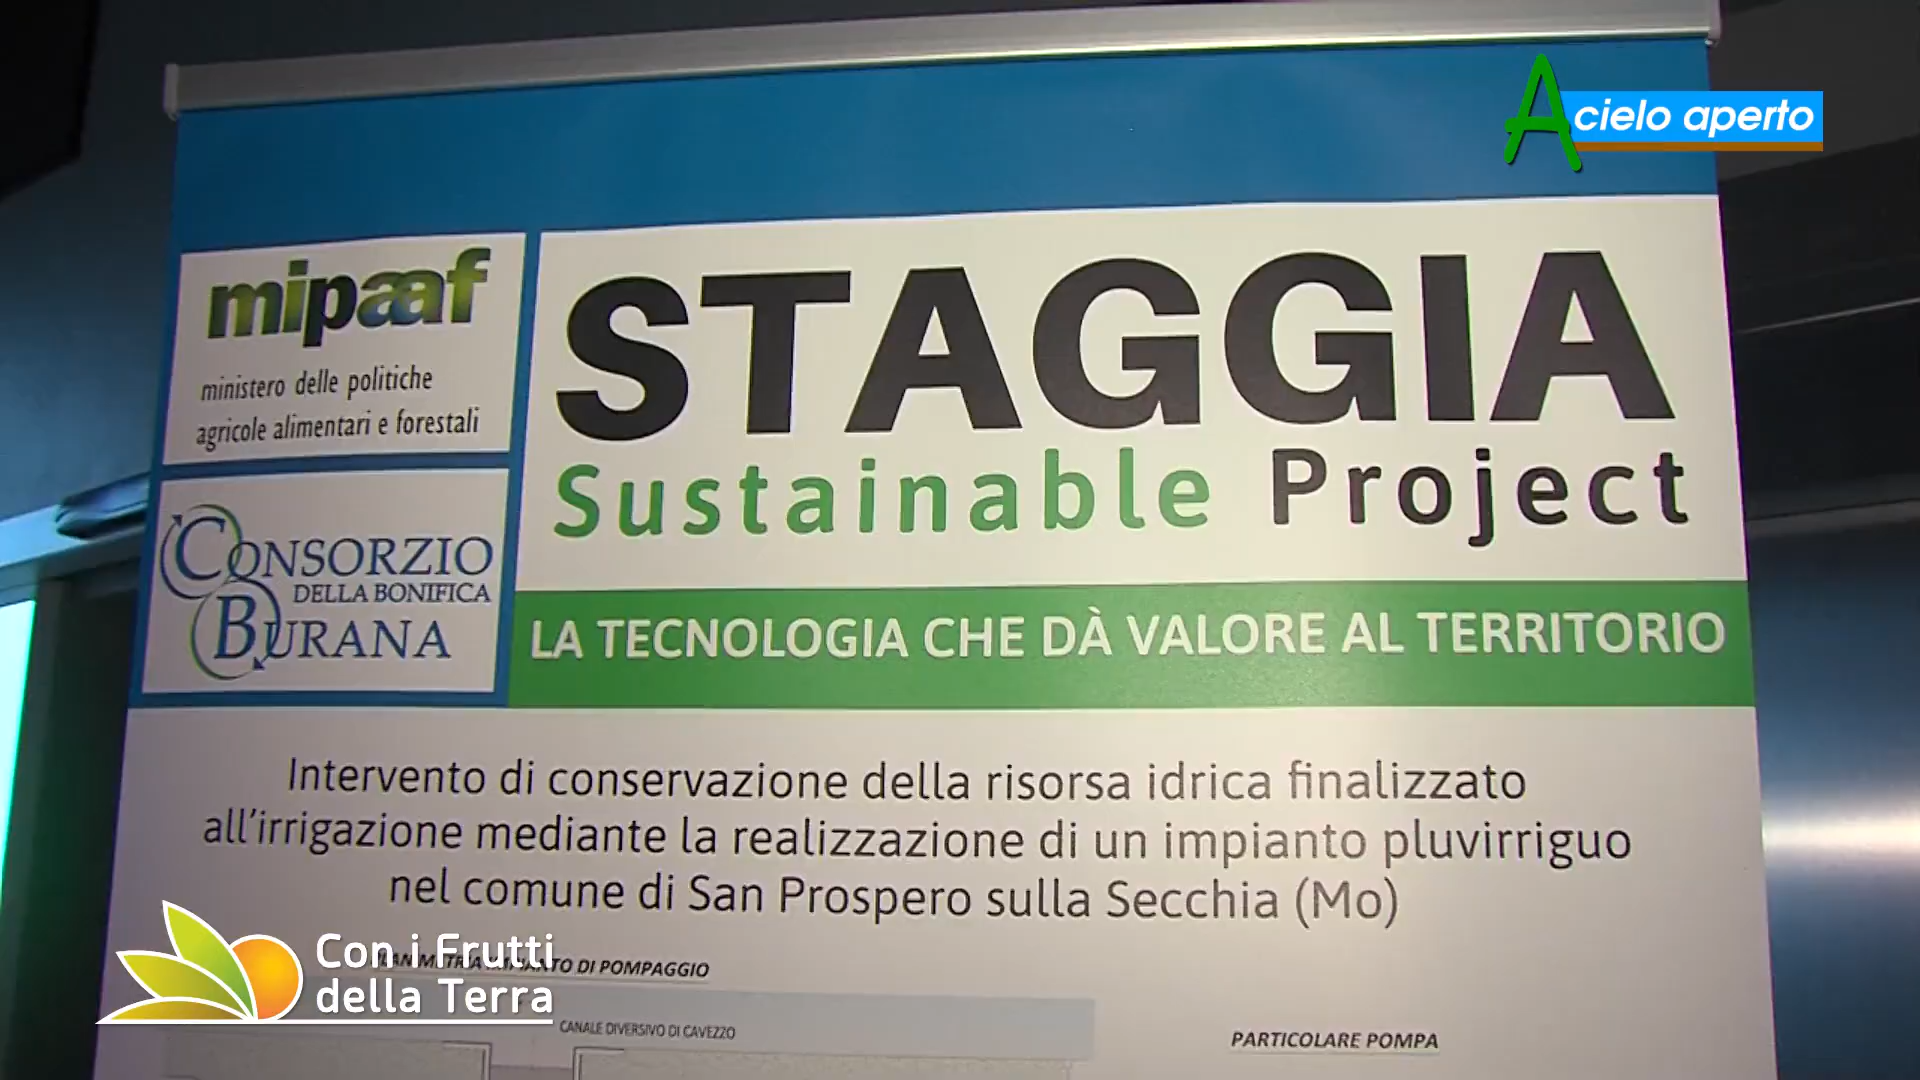 A cielo aperto
mipaaf
ministero delle politiche
agricole alimentari e forestali
STAGGIA
Sustainable Project
CONSORZIO
DELLA BONIFICA
BURANA
LA TECNOLOGIA CHE DÀ VALORE AL TERRITORIO
Intervento di conservazione della risorsa idrica finalizzato
all'irrigazione mediante la realizzazione di un impianto pluvirriguo
nel comune di San Prospero sulla Secchia (Mo)
Con i Frutti
della Terra
DI POMPAGGIO
CANALE DIVERSIVO DI CAVEZZO
PARTICOLARE POMPA